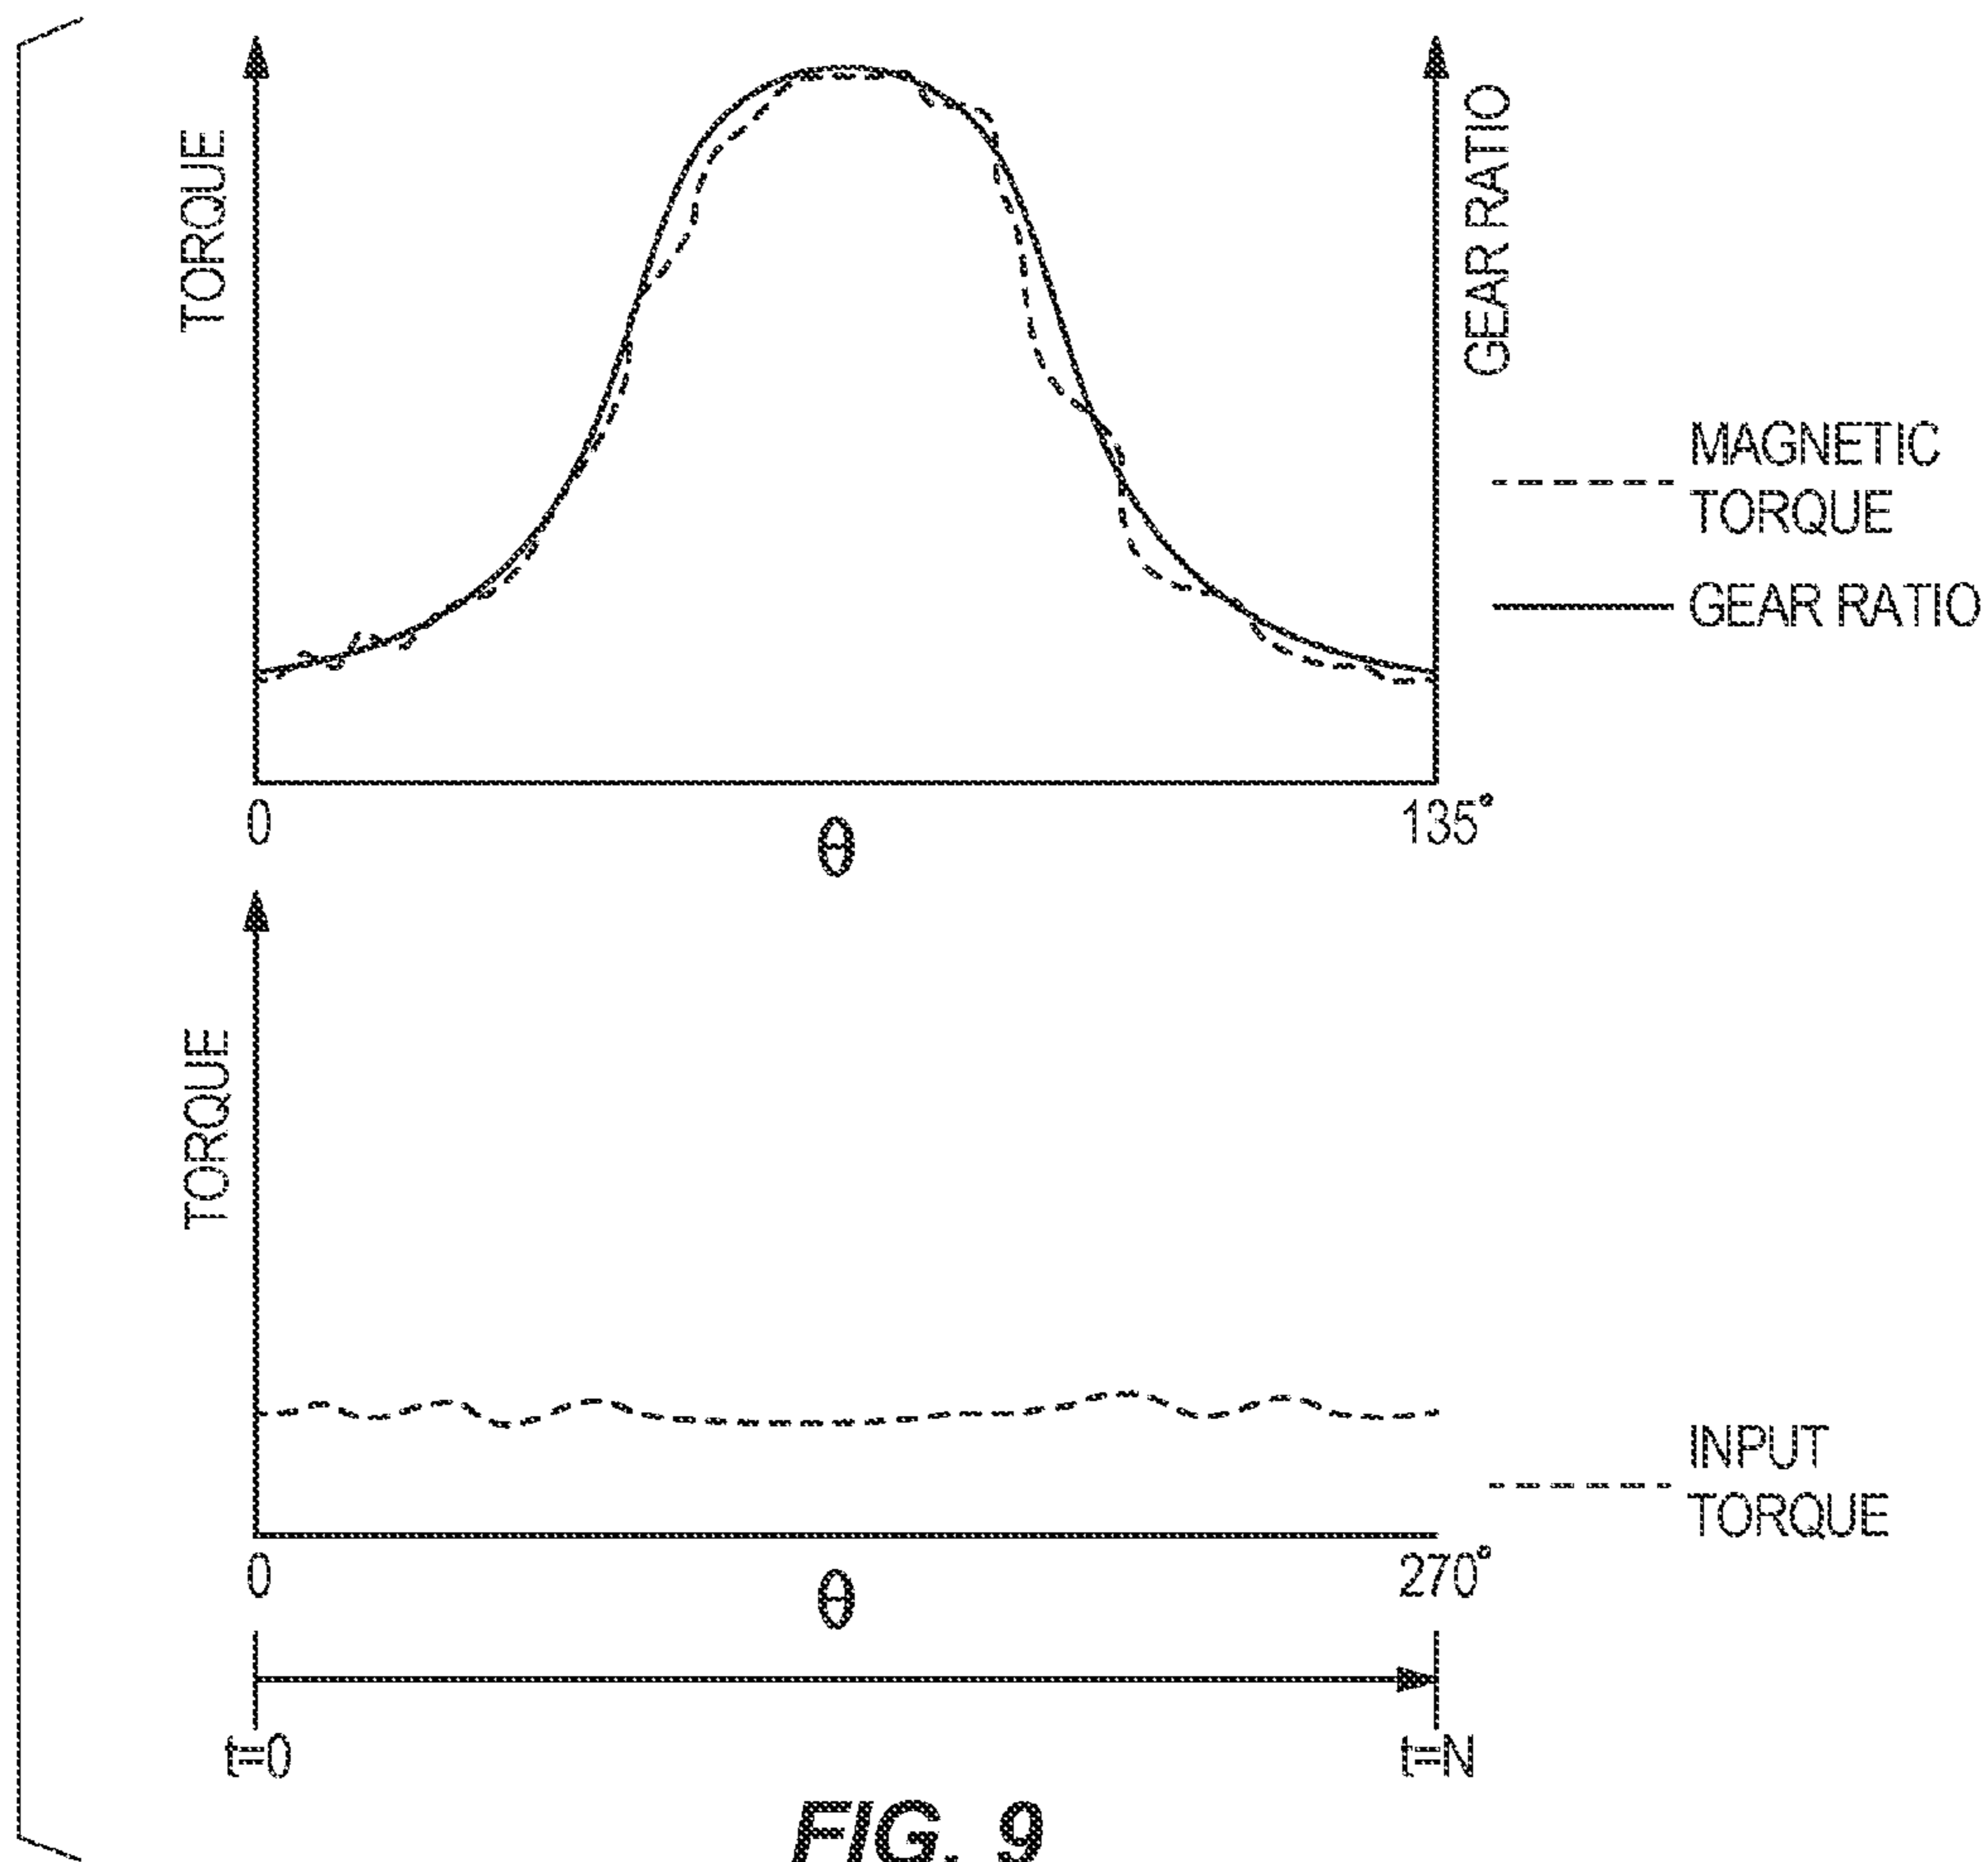 TORQUE
GEAR RATIO
MAGNETIC
TORQUE
GEAR RATIO
0
θ
135°
TORQUE
INPUT
TORQUE
0
θ
270°
t=0
t=N
FIG. 9